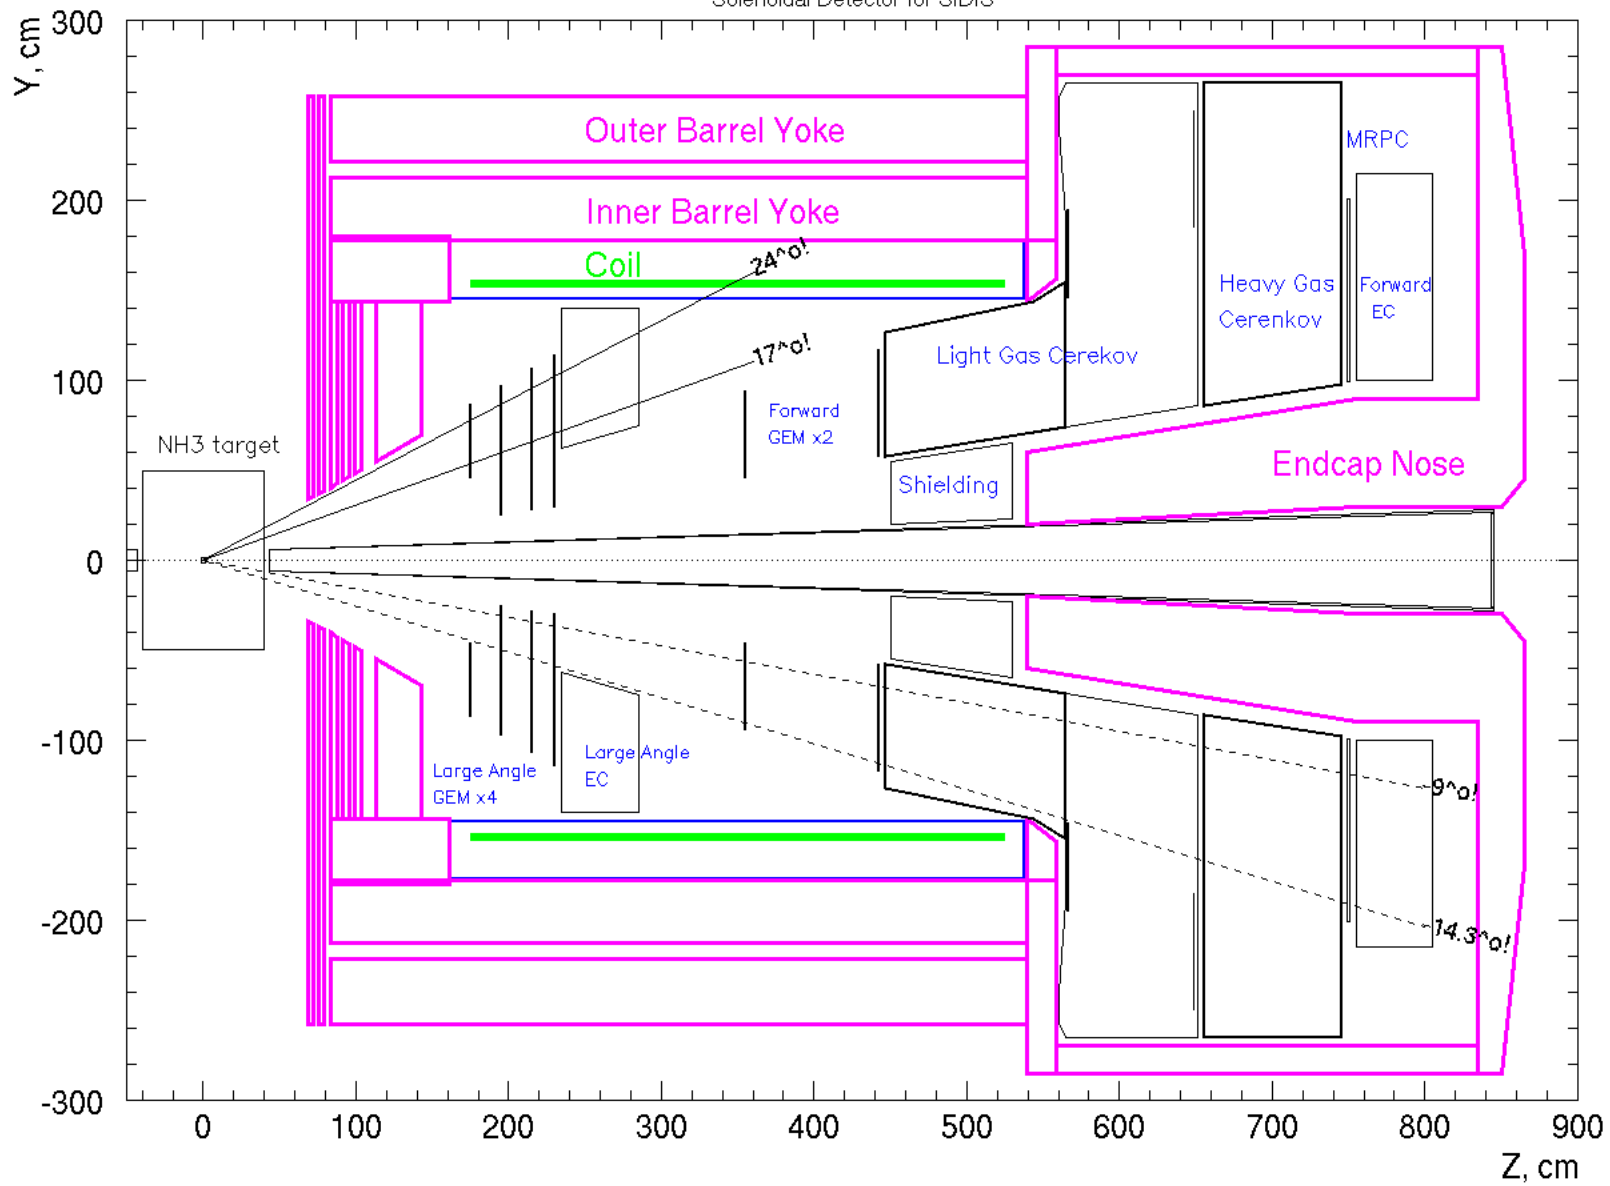 Solenoidal Detector for SIDIS
Y, cm
300
200
100
0
-100
-200
-300
Outer Barrel Yoke
Inner Barrel Yoke
Coil
24^o!
17^o!
MRPC
Heavy Gas
Cerenkov
Forward
EC
Light Gas Cerekov
Forward
GEM x2
NH3 target
Shielding
Endcap Nose
Large Angle
GEM x4
Large Angle
EC
9^o!
14.3^o!
0
100
200
300
400
500
600
700
800
900
Z, cm